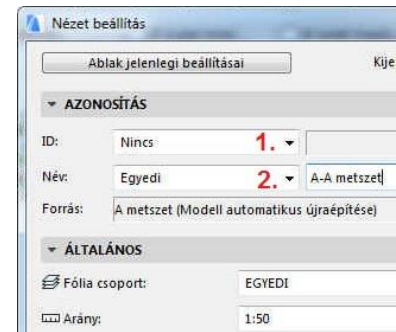 Nézet beállítás
Ablak jelenlegi beállításai
Kije
AZONOSÍTÁS
ID: Nincs 1.
Név: Egyedi 2. A-A metszet
Forrás: A metszet (Modell automatikus újraépítése)
ÁLTALÁNOS
Fólia csoport: EGYEDI
Arány: 1:50